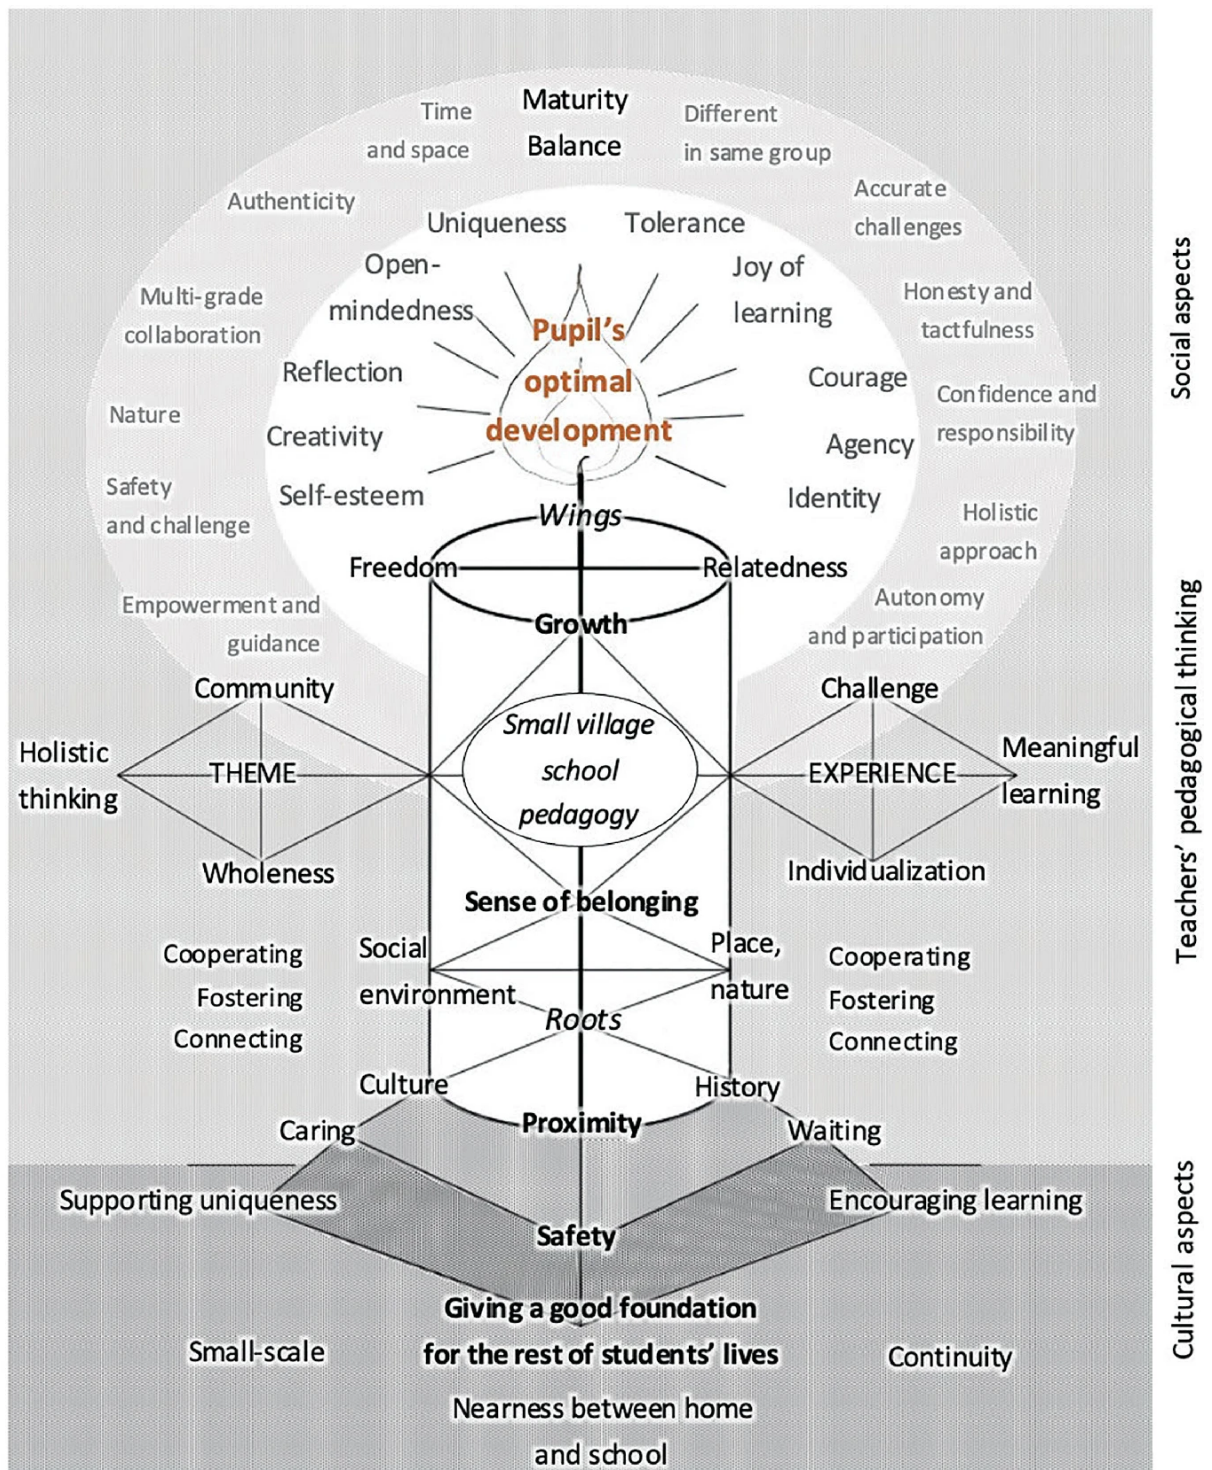 Maturity
Balance
Time
and space
Different
in same group
Authenticity
Accurate
challenges
Uniqueness
Tolerance
Open-
mindedness
Joy of
learning
Multi-grade
collaboration
Honesty and
tactfulness
Pupil's
optimal
development
Reflection
Courage
Nature
Confidence and
responsibility
Creativity
Agency
Safety
and challenge
Self-esteem
Identity
Holistic
approach
Wings
Freedom
Relatedness
Empowerment and
guidance
Growth
Autonomy
and participation
Community
Challenge
Small village
school
pedagogy
Holistic
thinking
THEME
EXPERIENCE
Meaningful
learning
Wholeness
Individualization
Sense of belonging
Social
environment
Place,
nature
Cooperating
Fostering
Connecting
Cooperating
Fostering
Connecting
Roots
Culture
History
Proximity
Caring
Waiting
Supporting uniqueness
Encouraging learning
Safety
Giving a good foundation
for the rest of students' lives
Small-scale
Continuity
Nearness between home
and school
Social aspects
Teachers' pedagogical thinking
Cultural aspects